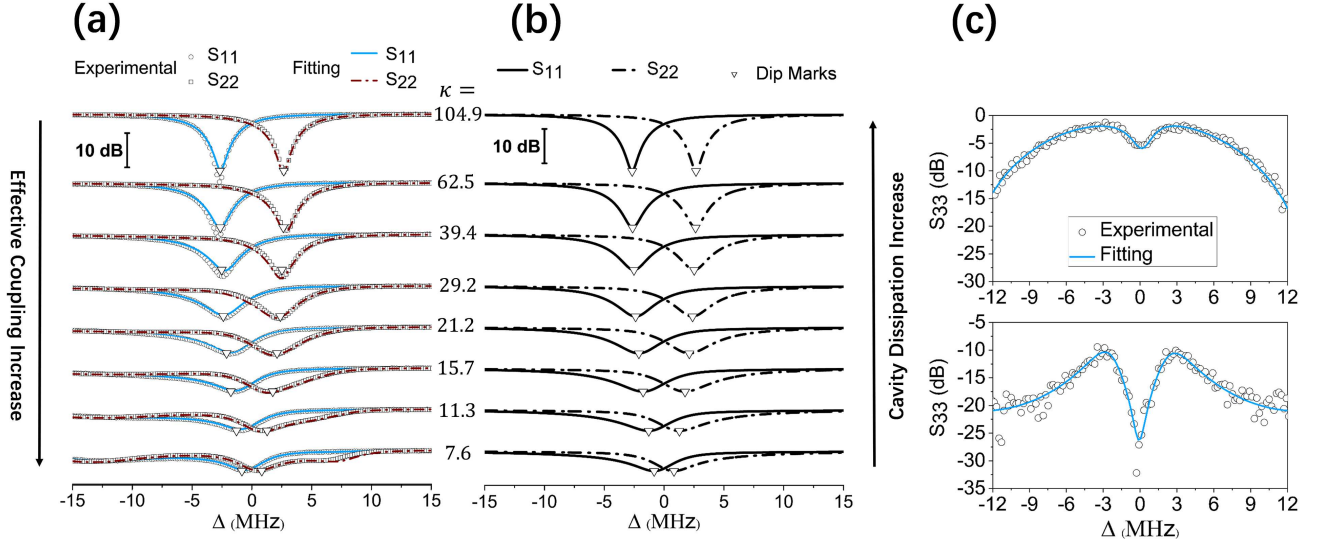 (a)
(b)
(c)
Experimental
S11
S22
Fitting
S11
S22
S11
S22
Dip Marks
κ =
104.9
62.5
39.4
29.2
21.2
15.7
11.3
7.6
10 dB
10 dB
Effective Coupling Increase
Cavity Dissipation Increase
-15 -10 -5 0 5 10 15
Δ (MHz)
-15 -10 -5 0 5 10 15
Δ (MHz)
S33 (dB)
0
-5
-10
-15
-20
-25
-30
Experimental
Fitting
-12 -9 -6 -3 0 3 6 9 12
S33 (dB)
-5
-10
-15
-20
-25
-30
-35
-12 -9 -6 -3 0 3 6 9 12
Δ (MHz)